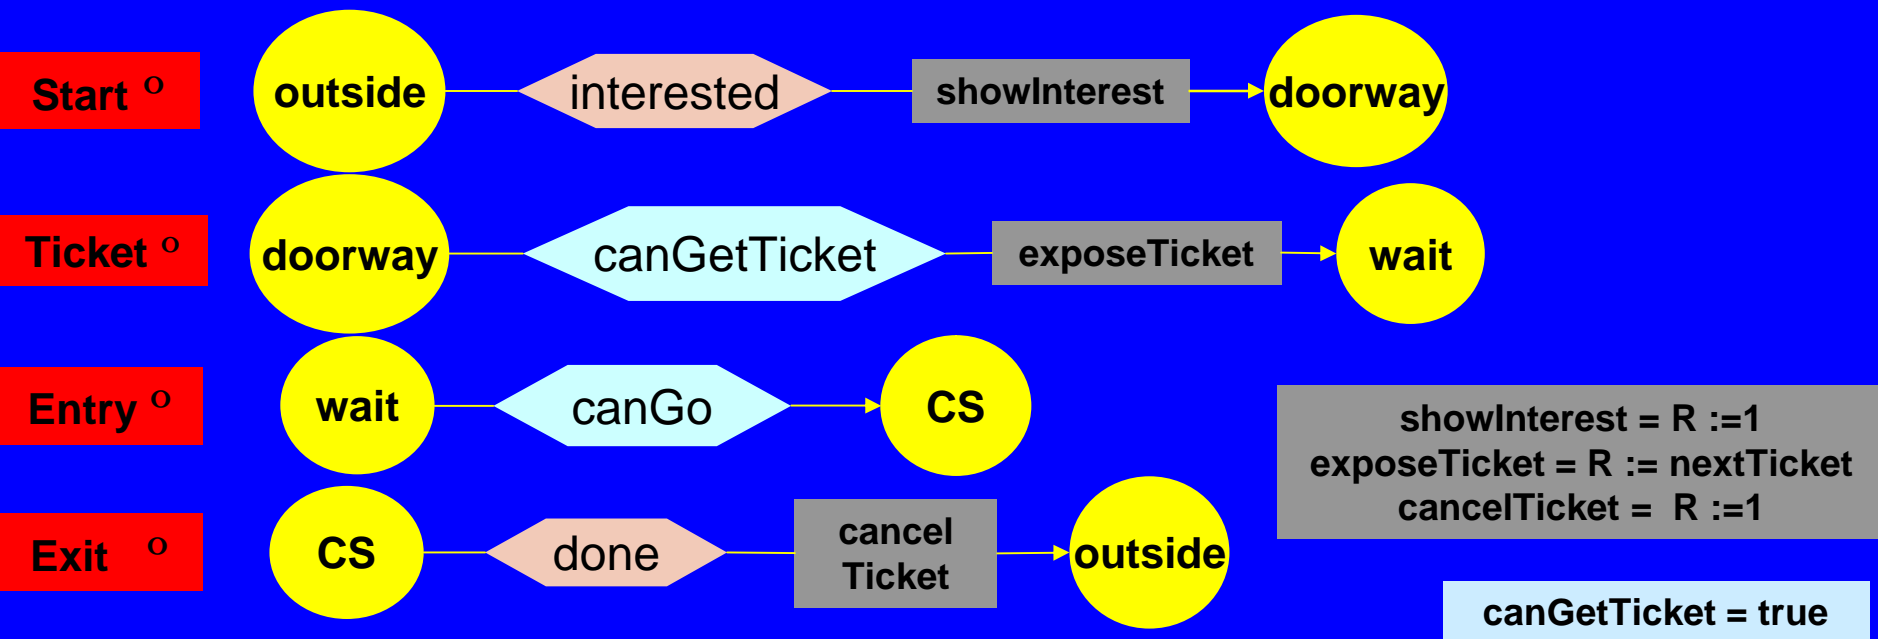 Start o outside interested showInterest doorway
Ticket o doorway canGetTicket exposeTicket wait
Entry o wait canGo CS
Exit o CS done cancel
Ticket outside
showInterest = R :=1
exposeTicket = R := nextTicket
cancelTicket = R :=1
canGetTicket = true